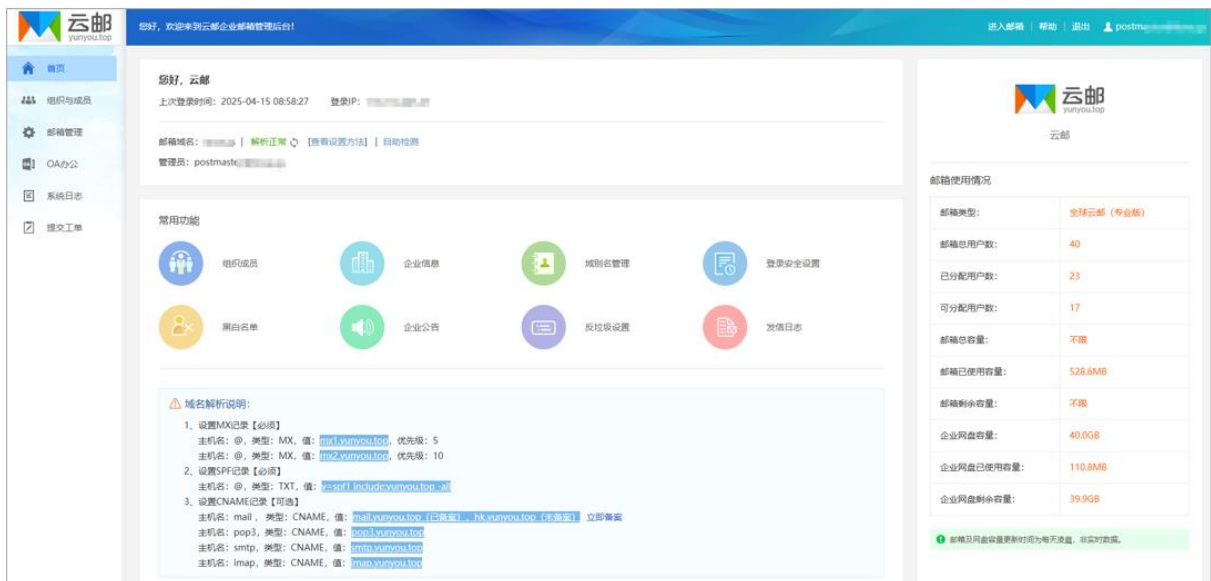 云邮
yunyou.top
您好，欢迎来到云邮企业邮箱管理后台！
进入邮箱 | 帮助 | 退出 postm
首页
组织与成员
邮箱管理
OA办公
系统日志
提交工单
您好，云邮
上次登录时间：2025-04-15 08:58:27 登录IP：
邮箱域名： | 解析正常 [查看设置方法] | 自助检测
管理员：postmaste
常用功能
组织成员 企业信息 域别名管理 登录安全设置
黑白名单 企业公告 反垃圾设置 发信日志
域名解析说明：
1、设置MX记录【必须】
主机名：@，类型：MX，值：mx1.yunyou.top，优先级：5
主机名：@，类型：MX，值：mx2.yunyou.top，优先级：10
2、设置SPF记录【必须】
主机名：@，类型：TXT，值：v=spf1 include:yunyou.top -all
3、设置CNAME记录【可选】
主机名：mail ，类型：CNAME，值：mail.yunyou.top（已备案）、hk.yunyou.top（未备案） 立即备案
主机名：pop3，类型：CNAME，值：pop3.yunyou.top
主机名：smtp，类型：CNAME，值：smtp.yunyou.top
主机名：imap，类型：CNAME，值：imap.yunyou.top
云邮
yunyou.top
云邮
邮箱使用情况
邮箱类型： 全球云邮（专业版）
邮箱总用户数： 40
已分配用户数： 23
可分配用户数： 17
邮箱总容量： 不限
邮箱已使用容量： 528.6MB
邮箱剩余容量： 不限
企业网盘容量： 40.0GB
企业网盘已使用容量： 110.8MB
企业网盘剩余容量： 39.9GB
邮箱及网盘容量更新时间为每天凌晨，非实时数据。